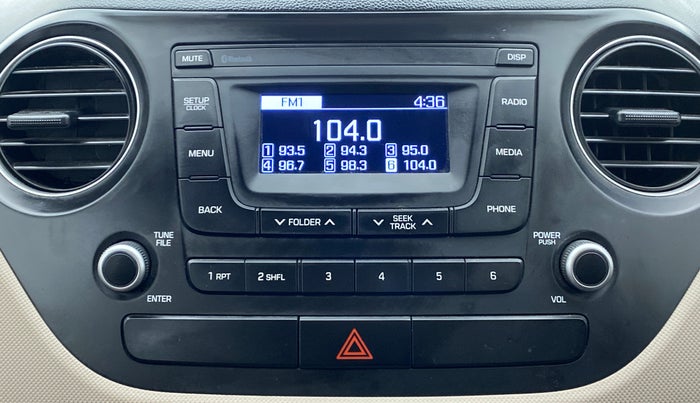 MUTE
Bluetooth
DISP
SETUP
CLOCK
FM1 4:36
RADIO
104.0
MENU
1 93.5 2 94.3 3 95.0
MEDIA
4 96.7 5 98.3 6 104.0
BACK
FOLDER
SEEK
TRACK
PHONE
TUNE
FILE
POWER
PUSH
1 RPT 2 SHFL 3 4 5 6
ENTER
VOL